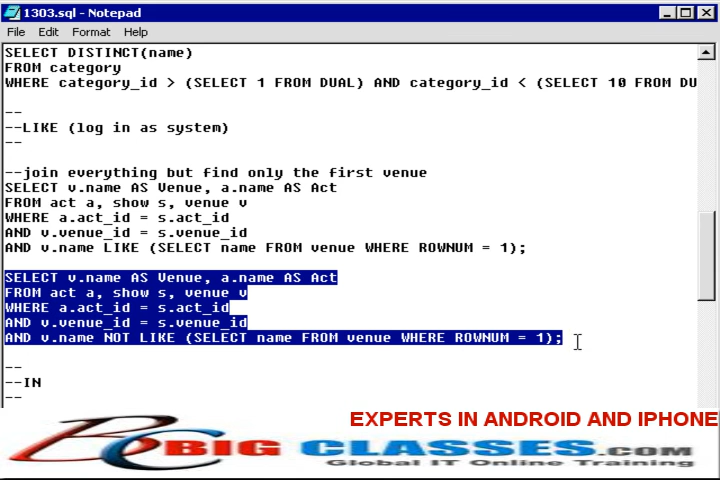 1303.sql - Notepad
File Edit Format Help
SELECT DISTINCT(name)
FROM category
WHERE category_id > (SELECT 1 FROM DUAL) AND category_id < (SELECT 10 FROM DU
--
--LIKE (log in as system)
--
--join everything but find only the first venue
SELECT v.name AS Venue, a.name AS Act
FROM act a, show s, venue v
WHERE a.act_id = s.act_id
AND v.venue_id = s.venue_id
AND v.name LIKE (SELECT name FROM venue WHERE ROWNUM = 1);
SELECT v.name AS Venue, a.name AS Act
FROM act a, show s, venue v
WHERE a.act_id = s.act_id
AND v.venue_id = s.venue_id
AND v.name NOT LIKE (SELECT name FROM venue WHERE ROWNUM = 1);
--
--IN
--
EXPERTS IN ANDROID AND IPHONE
BC BIG CLASSES.COM
Global IT Online Training